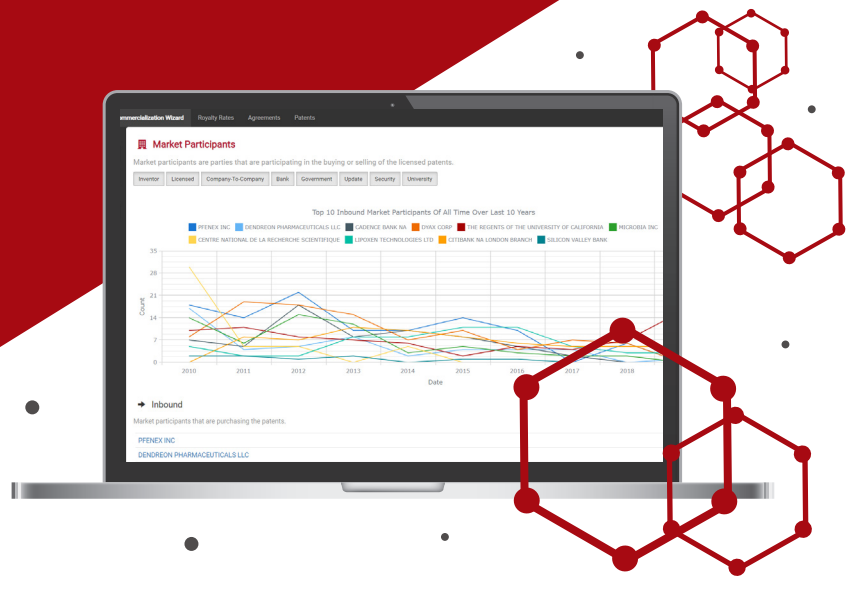 ommercialization Wizard Royalty Rates Agreements Patents
Market Participants
Market participants are parties that are participating in the buying or selling of the licensed patents.
Inventor Licensed Company-To-Company Bank Government Update Security University
Top 10 Inbound Market Participants Of All Time Over Last 10 Years
PFENEX INC DENDREON PHARMACEUTICALS LLC CADENCE BANK NA DYAX CORP THE REGENTS OF THE UNIVERSITY OF CALIFORNIA MICROBIA INC
CENTRE NATIONAL DE LA RECHERCHE SCIENTIFIQUE LIPOXEN TECHNOLOGIES LTD CITIBANK NA LONDON BRANCH SILICON VALLEY BANK
35
28
21
Count
14
7
0
2010 2011 2012 2013 2014 2015 2016 2017 2018
Date
Inbound
Market participants that are purchasing the patents.
PFENEX INC
DENDREON PHARMACEUTICALS LLC